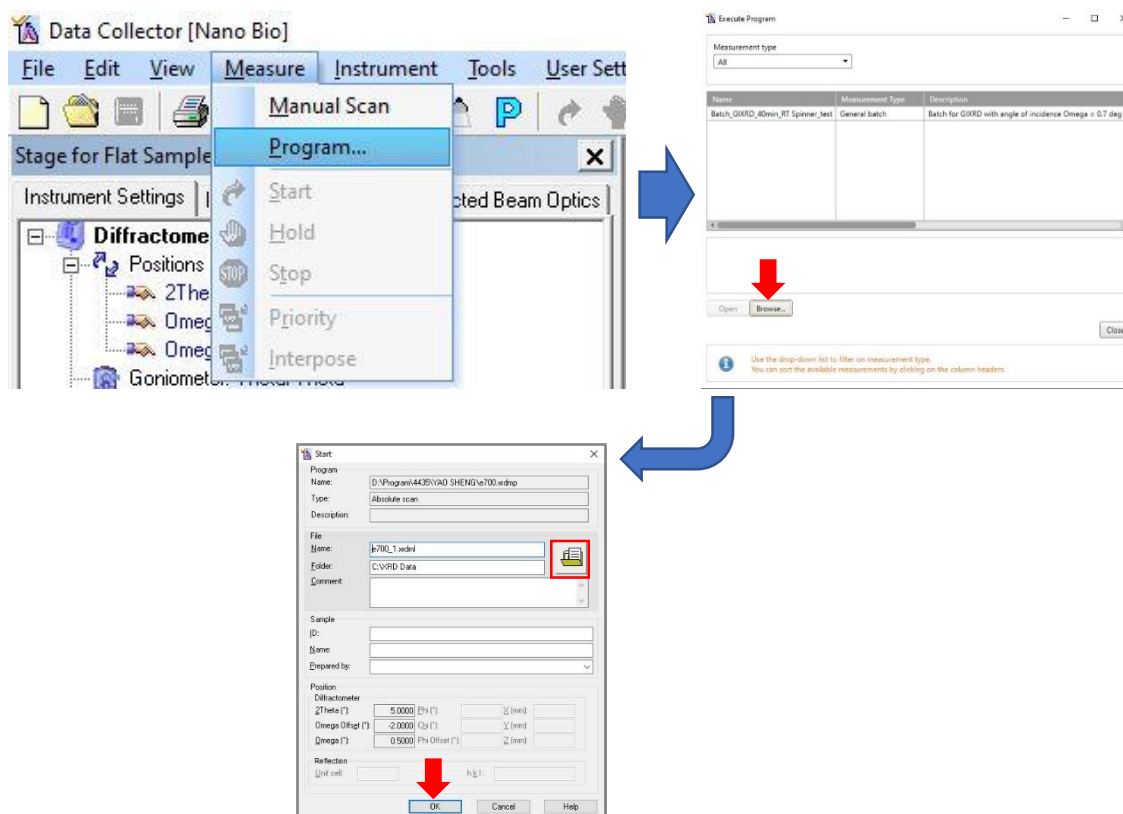 Data Collector [Nano Bio]
File Edit View Measure Instrument Tools User Sett
Manual Scan
Stage for Flat Sample
Program...
Instrument Settings
cted Beam Optics
Start
Diffractome
Hold
Positions
Stop
2The
Omeg
Priority
Omeg
Interpose
Goniometer: Theta/Theta
Execute Program
Measurement type
All
Name Measurement Type Description
Batch_GIXRD_40min_RT Spinner_test General batch Batch for GIXRD with angle of incidence Omega = 0.7 deg
Open Browse...
Close
Use the drop-down list to filter on measurement type.
You can sort the available measurements by clicking on the column headers.
Start
Program
Name: D:\Program\4435\YAO SHENG\e700.xrdmp
Type: Absolute scan
Description:
File
Name: e700_1.xrdml
Folder: C:\XRD Data
Comment
Sample
ID:
Name:
Prepared by:
Position
Diffractometer
2Theta (°): 5.0000 Phi (°): X (mm):
Omega Offset (°): -2.0000 Chi (°): Y (mm):
Omega (°): 0.5000 Phi Offset (°): Z (mm):
Reflection
Unit cell: h k l:
OK Cancel Help